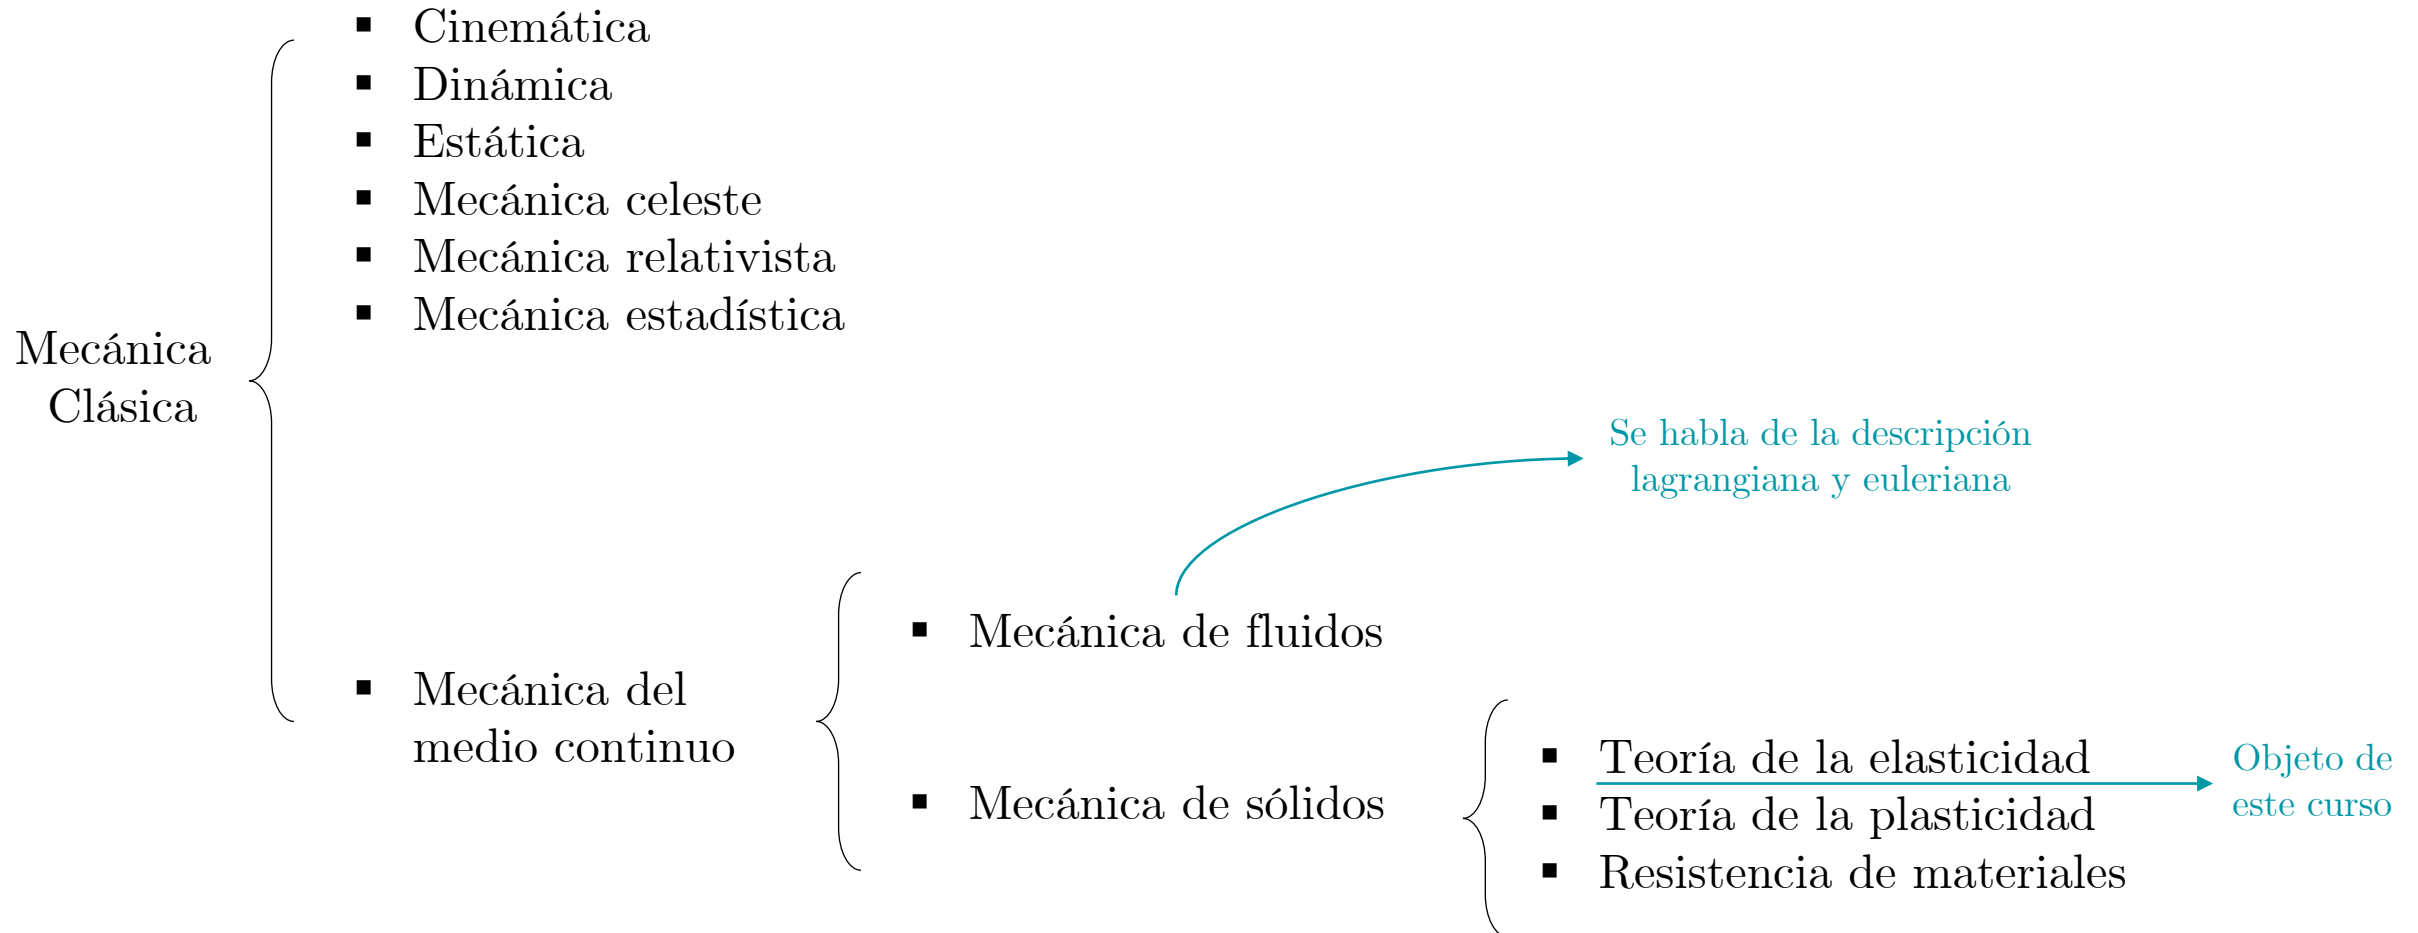 Mecánica
Clásica
▪ Cinemática
▪ Dinámica
▪ Estática
▪ Mecánica celeste
▪ Mecánica relativista
▪ Mecánica estadística
▪ Mecánica del
medio continuo
▪ Mecánica de fluidos
Se habla de la descripción
lagrangiana y euleriana
▪ Mecánica de sólidos
▪ Teoría de la elasticidad
▪ Teoría de la plasticidad
▪ Resistencia de materiales
Objeto de
este curso